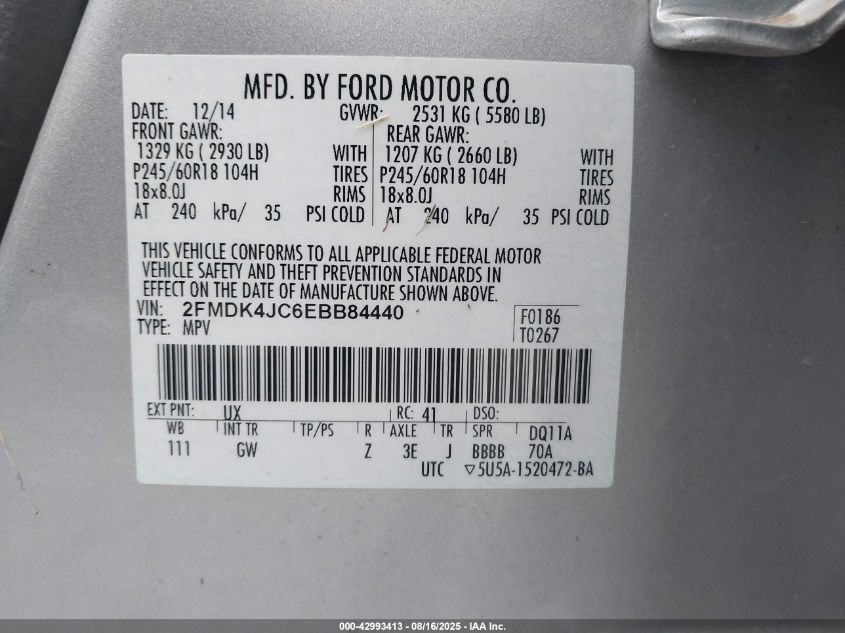 MFD. BY FORD MOTOR CO.
DATE: 12/14 GVWR: 2531 KG ( 5580 LB)
FRONT GAWR: REAR GAWR:
1329 KG ( 2930 LB) WITH 1207 KG ( 2660 LB) WITH
P245/60R18 104H TIRES P245/60R18 104H TIRES
18x8.0J RIMS 18x8.0J RIMS
AT 240 kPa/ 35 PSI COLD AT 240 kPa/ 35 PSI COLD
THIS VEHICLE CONFORMS TO ALL APPLICABLE FEDERAL MOTOR
VEHICLE SAFETY AND THEFT PREVENTION STANDARDS IN
EFFECT ON THE DATE OF MANUFACTURE SHOWN ABOVE.
VIN: 2FMDK4JC6EBB84440 F0186
TYPE: MPV T0267
EXT PNT: UX RC: 41 DSO:
WB INT TR TP/PS R AXLE TR SPR DQ11A
111 GW Z 3E J BBBB 70A
UTC ▽5U5A-1520472-BA
000-42993413 - 08/16/2025 - IAA Inc.